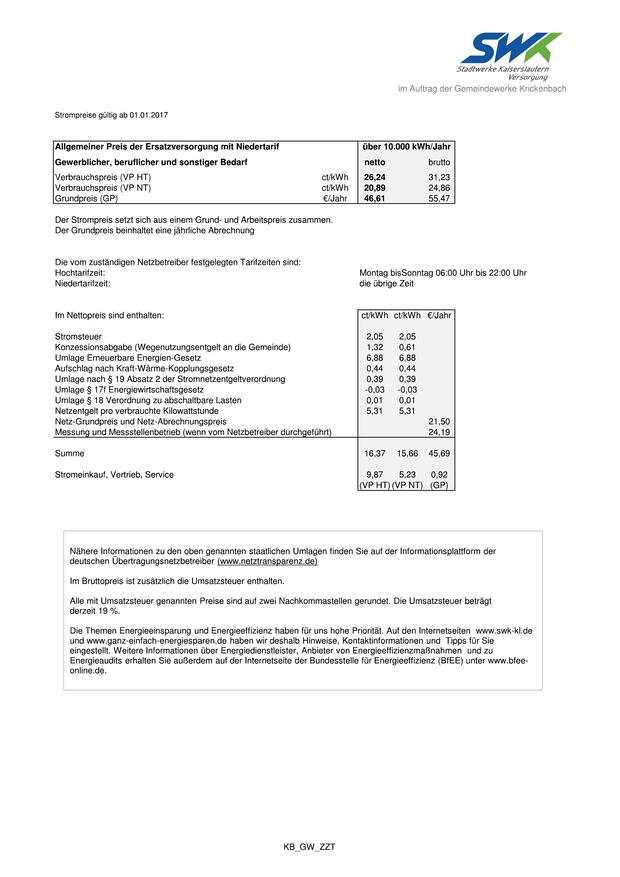 SWK
Stadtwerke Kaiserslautern
Versorgung
im Auftrag der Gemeindewerke Krickenbach
Strompreise gültig ab 01.01.2017
Allgemeiner Preis der Ersatzversorgung mit Niedertarif über 10.000 kWh/Jahr
Gewerblicher, beruflicher und sonstiger Bedarf netto brutto
Verbrauchspreis (VP HT) ct/kWh 26,24 31,23
Verbrauchspreis (VP NT) ct/kWh 20,89 24,86
Grundpreis (GP) €/Jahr 46,61 55,47
Der Strompreis setzt sich aus einem Grund- und Arbeitspreis zusammen.
Der Grundpreis beinhaltet eine jährliche Abrechnung
Die vom zuständigen Netzbetreiber festgelegten Tarifzeiten sind:
Hochtarifzeit: Montag bisSonntag 06:00 Uhr bis 22:00 Uhr
Niedertarifzeit: die übrige Zeit
Im Nettopreis sind enthalten: ct/kWh ct/kWh €/Jahr
Stromsteuer 2,05 2,05
Konzessionsabgabe (Wegenutzungsentgelt an die Gemeinde) 1,32 0,61
Umlage Erneuerbare Energien-Gesetz 6,88 6,88
Aufschlag nach Kraft-Wärme-Kopplungsgesetz 0,44 0,44
Umlage nach § 19 Absatz 2 der Stromnetzentgeltverordnung 0,39 0,39
Umlage § 17f Energiewirtschaftsgesetz -0,03 -0,03
Umlage § 18 Verordnung zu abschaltbare Lasten 0,01 0,01
Netzentgelt pro verbrauchte Kilowattstunde 5,31 5,31
Netz-Grundpreis und Netz-Abrechnungspreis 21,50
Messung und Messstellenbetrieb (wenn vom Netzbetreiber durchgeführt) 24,19
Summe 16,37 15,66 45,69
Stromeinkauf, Vertrieb, Service 9,87 5,23 0,92
(VP HT) (VP NT) (GP)
Nähere Informationen zu den oben genannten staatlichen Umlagen finden Sie auf der Informationsplattform der
deutschen Übertragungsnetzbetreiber (www.netztransparenz.de)
Im Bruttopreis ist zusätzlich die Umsatzsteuer enthalten.
Alle mit Umsatzsteuer genannten Preise sind auf zwei Nachkommastellen gerundet. Die Umsatzsteuer beträgt
derzeit 19 %.
Die Themen Energieeinsparung und Energieeffizienz haben für uns hohe Priorität. Auf den Internetseiten www.swk-kl.de
und www.ganz-einfach-energiesparen.de haben wir deshalb Hinweise, Kontaktinformationen und Tipps für Sie
eingestellt. Weitere Informationen über Energiedienstleister, Anbieter von Energieeffizienzmaßnahmen und zu
Energieaudits erhalten Sie außerdem auf der Internetseite der Bundesstelle für Energieeffizienz (BfEE) unter www.bfee-
online.de.
KB_GW_ZZT